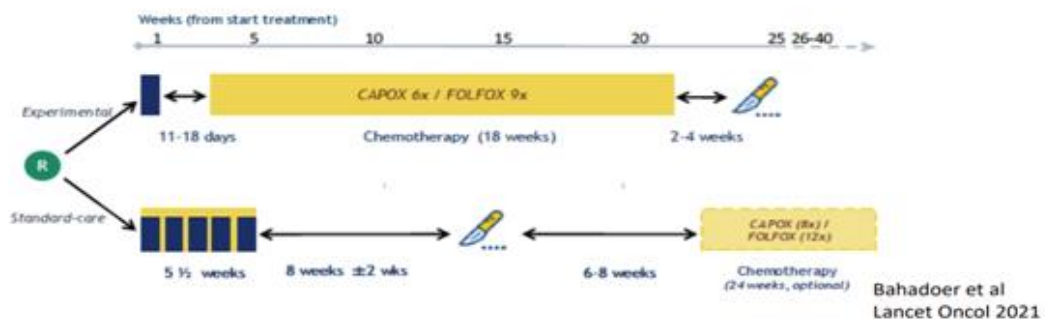 Weeks (from start treatment)
1 5 10 15 20 25 26-40
Experimental
CAPOX 6x / FOLFOX 9x
11-18 days
Chemotherapy (18 weeks)
2-4 weeks
R
Standard-care
CAPOX (8x) /
FOLFOX (12x)
5 ½ weeks
8 weeks ±2 wks
6-8 weeks
Chemotherapy
(24 weeks, optional)
Bahadoer et al
Lancet Oncol 2021